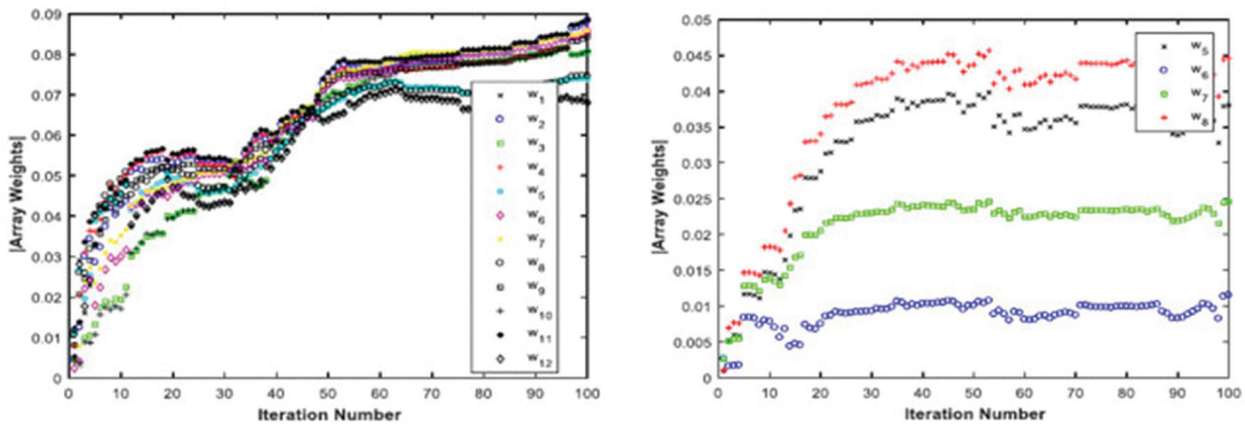 |Array Weights|
0.09
0.08
0.07
0.06
0.05
0.04
0.03
0.02
0.01
0
0 10 20 30 40 50 60 70 80 90 100
Iteration Number
w1
w2
w3
w4
w5
w6
w7
w8
w9
w10
w11
w12
|Array Weights|
0.05
0.045
0.04
0.035
0.03
0.025
0.02
0.015
0.01
0.005
0
0 10 20 30 40 50 60 70 80 90 100
Iteration Number
w5
w6
w7
w8